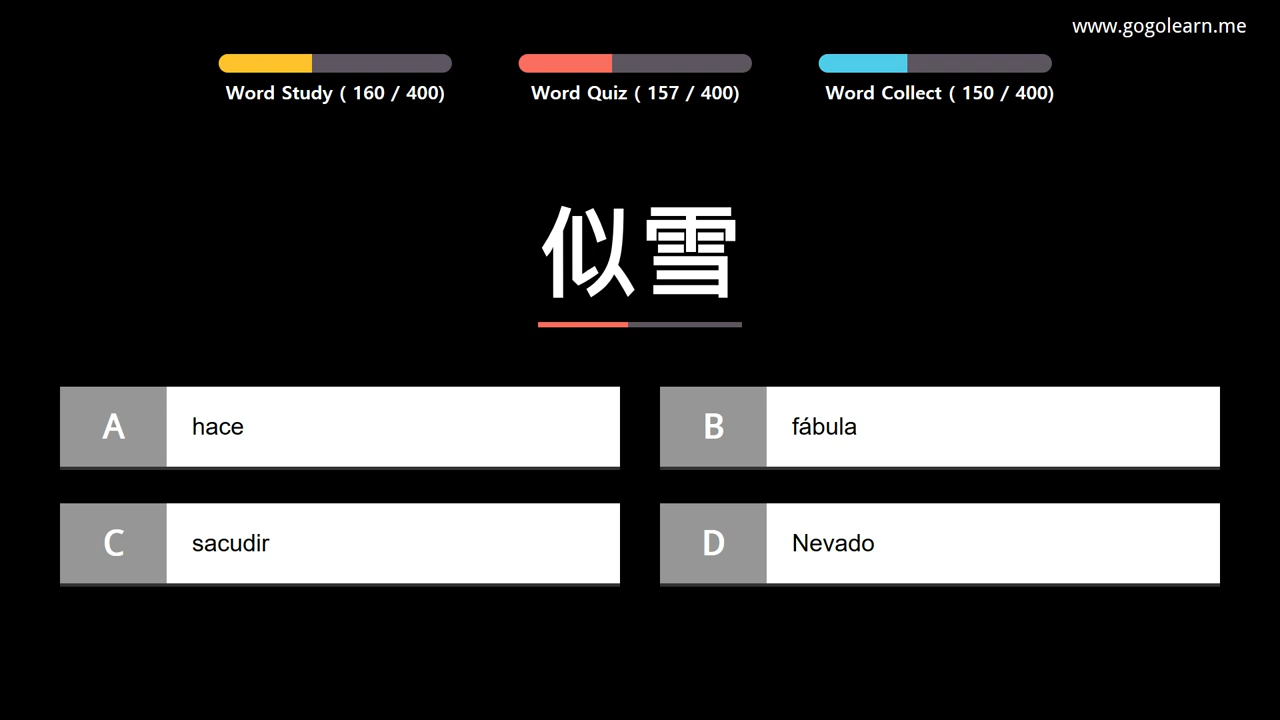 www.gogolearn.me
Word Study ( 160 / 400)
Word Quiz ( 157 / 400)
Word Collect ( 150 / 400)
似雪
A hace
B fábula
C sacudir
D Nevado